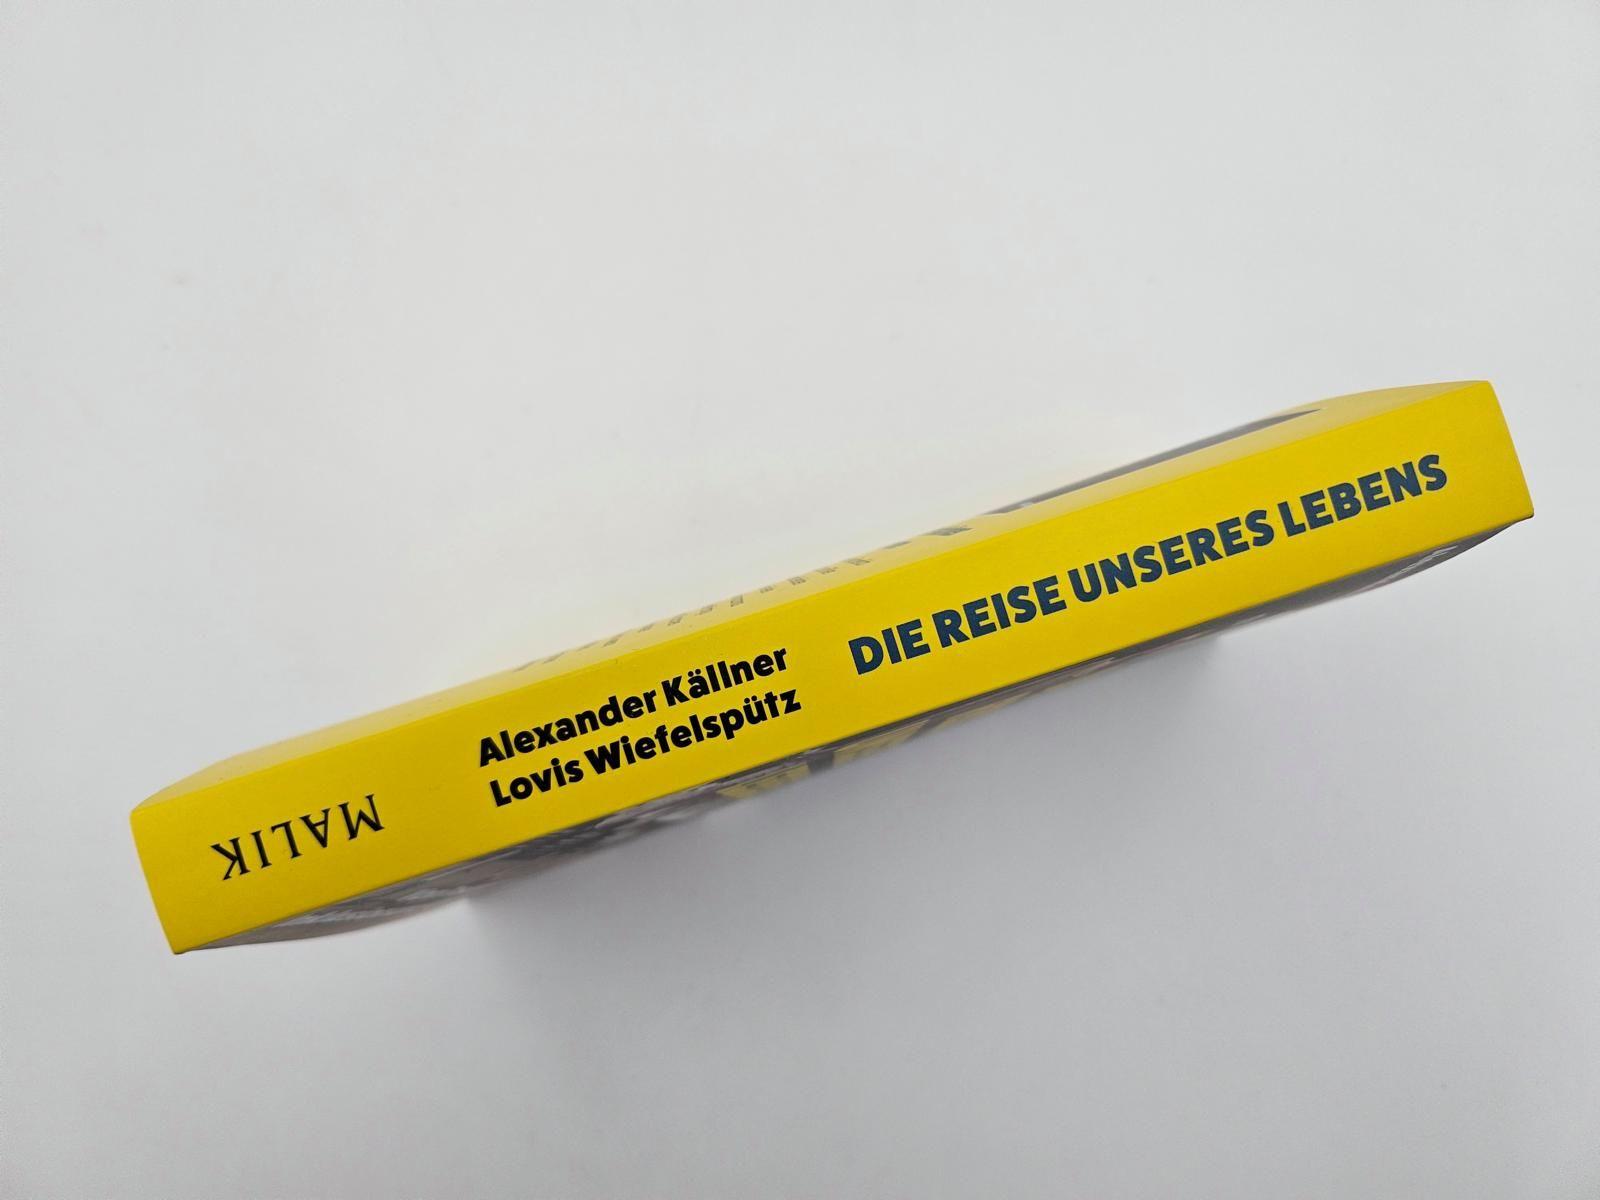 MALIK
Alexander Källner
Lovis Wiefelspütz
DIE REISE UNSERES LEBENS